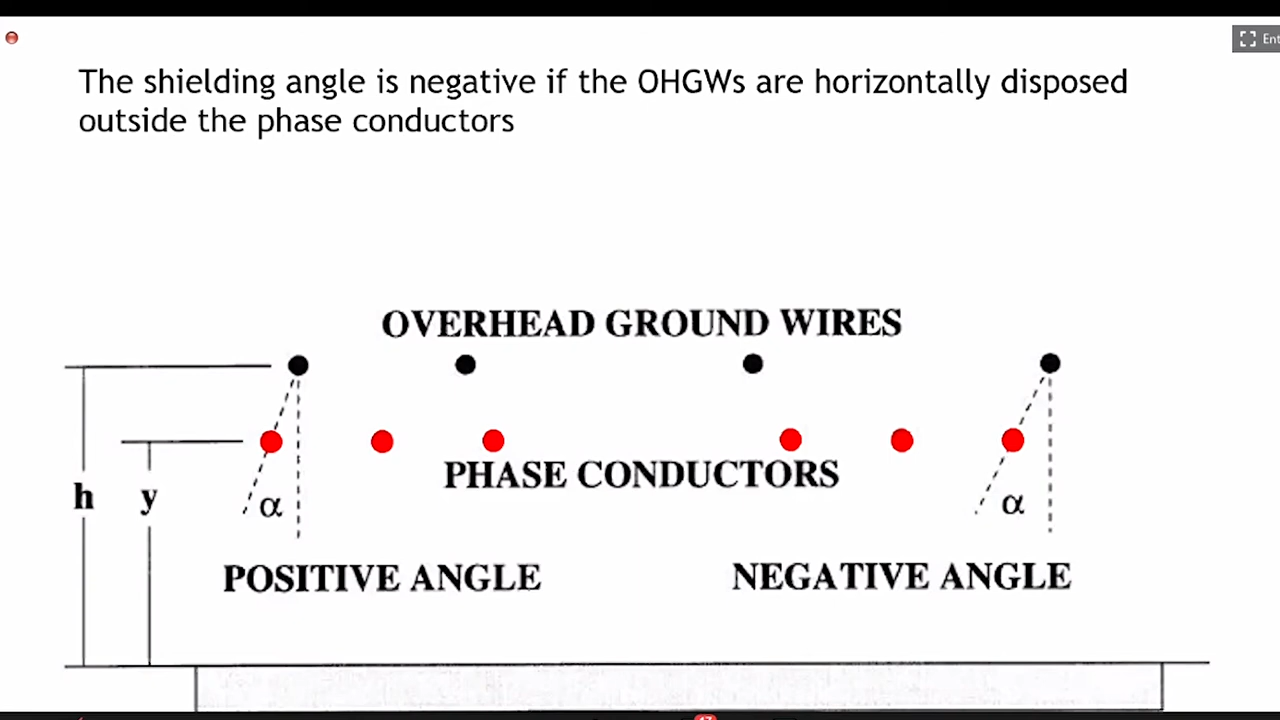 Ent
The shielding angle is negative if the OHGWs are horizontally disposed
outside the phase conductors
OVERHEAD GROUND WIRES
PHASE CONDUCTORS
h
y
α
α
POSITIVE ANGLE
NEGATIVE ANGLE